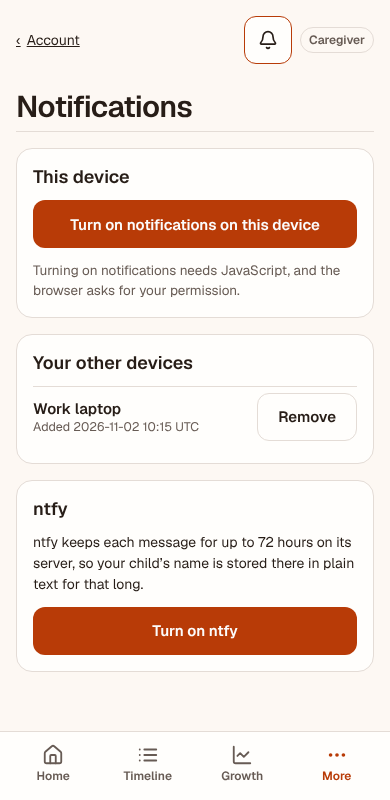 ‹ Account
Caregiver
Notifications
This device
Turn on notifications on this device
Turning on notifications needs JavaScript, and the
browser asks for your permission.
Your other devices
Work laptop
Added 2026-11-02 10:15 UTC
Remove
ntfy
ntfy keeps each message for up to 72 hours on its
server, so your child’s name is stored there in plain
text for that long.
Turn on ntfy
Home
Timeline
Growth
More